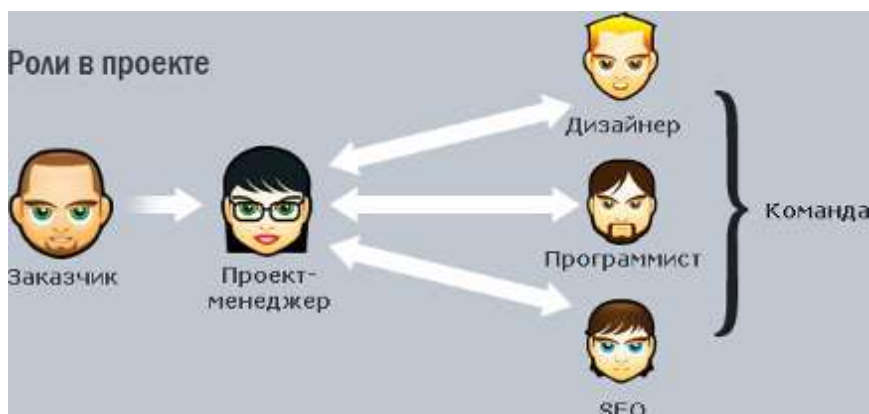 Роли в проекте
Дизайнер
Заказчик
Проект-
менеджер
Программист
Команда
SEO